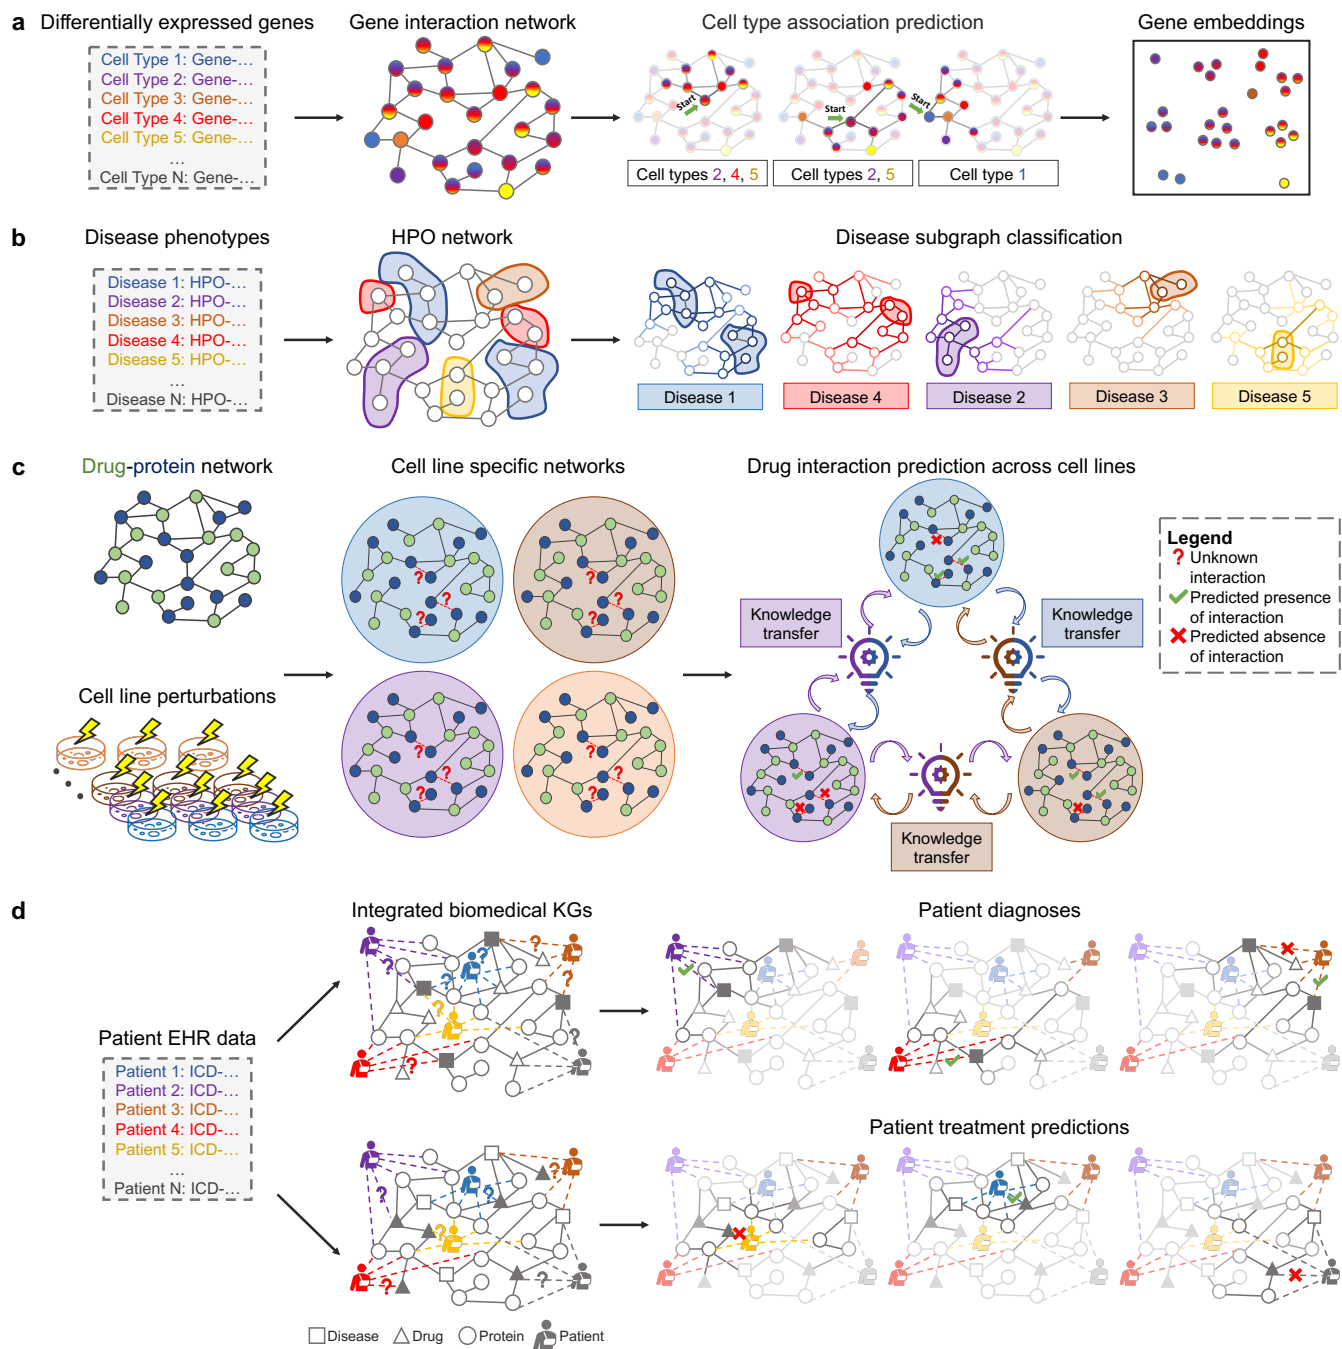 a
Differentially expressed genes
Gene interaction network
Cell type association prediction
Gene embeddings
Cell Type 1: Gene-...
Cell Type 2: Gene-...
Cell Type 3: Gene-...
Cell Type 4: Gene-...
Cell Type 5: Gene-...
...
Cell Type N: Gene-...
Start
Start
Start
Cell types 2, 4, 5
Cell types 2, 5
Cell type 1
b
Disease phenotypes
HPO network
Disease subgraph classification
Disease 1: HPO-...
Disease 2: HPO-...
Disease 3: HPO-...
Disease 4: HPO-...
Disease 5: HPO-...
...
Disease N: HPO-...
Disease 1
Disease 4
Disease 2
Disease 3
Disease 5
c
Drug-protein network
Cell line specific networks
Drug interaction prediction across cell lines
Cell line perturbations
? ? ?
? ? ?
? ? ?
? ? ?
Knowledge
transfer
Knowledge
transfer
Knowledge
transfer
Legend
? Unknown
interaction
Predicted presence
of interaction
Predicted absence
of interaction
d
Integrated biomedical KGs
Patient diagnoses
Patient EHR data
Patient 1: ICD-...
Patient 2: ICD-...
Patient 3: ICD-...
Patient 4: ICD-...
Patient 5: ICD-...
...
Patient N: ICD-...
? ? ? ? ? ? ? ?
Patient treatment predictions
? ? ? ? ? ?
Disease
Drug
Protein
Patient